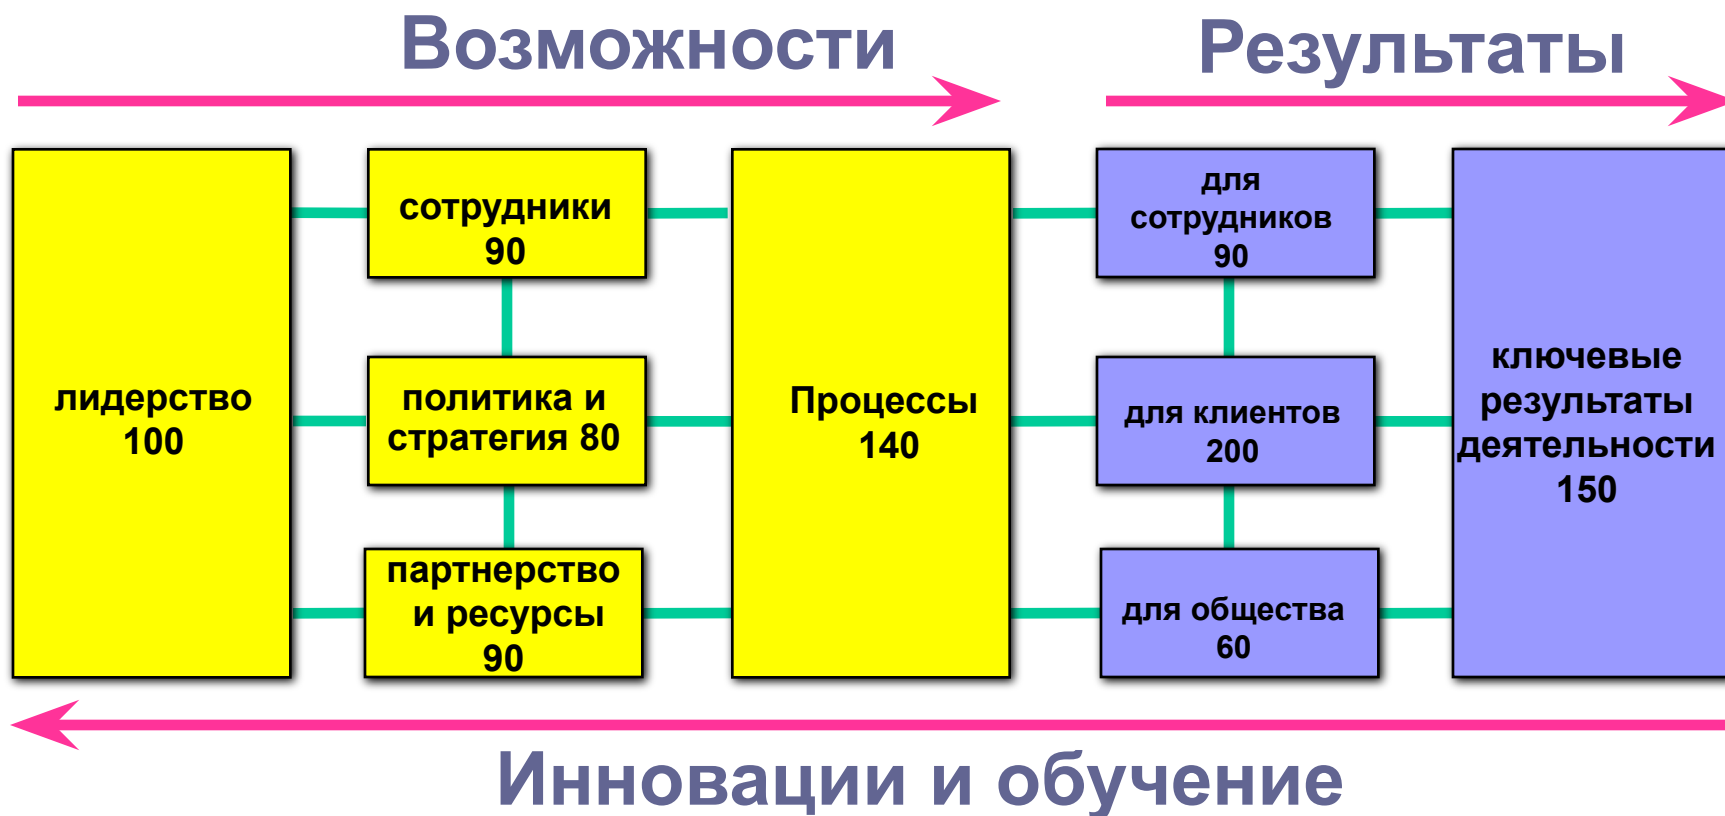 Возможности
Результаты
лидерство
100
сотрудники
90
политика и
стратегия 80
партнерство
и ресурсы
90
Процессы
140
для
сотрудников
90
для клиентов
200
для общества
60
ключевые
результаты
деятельности
150
Инновации и обучение